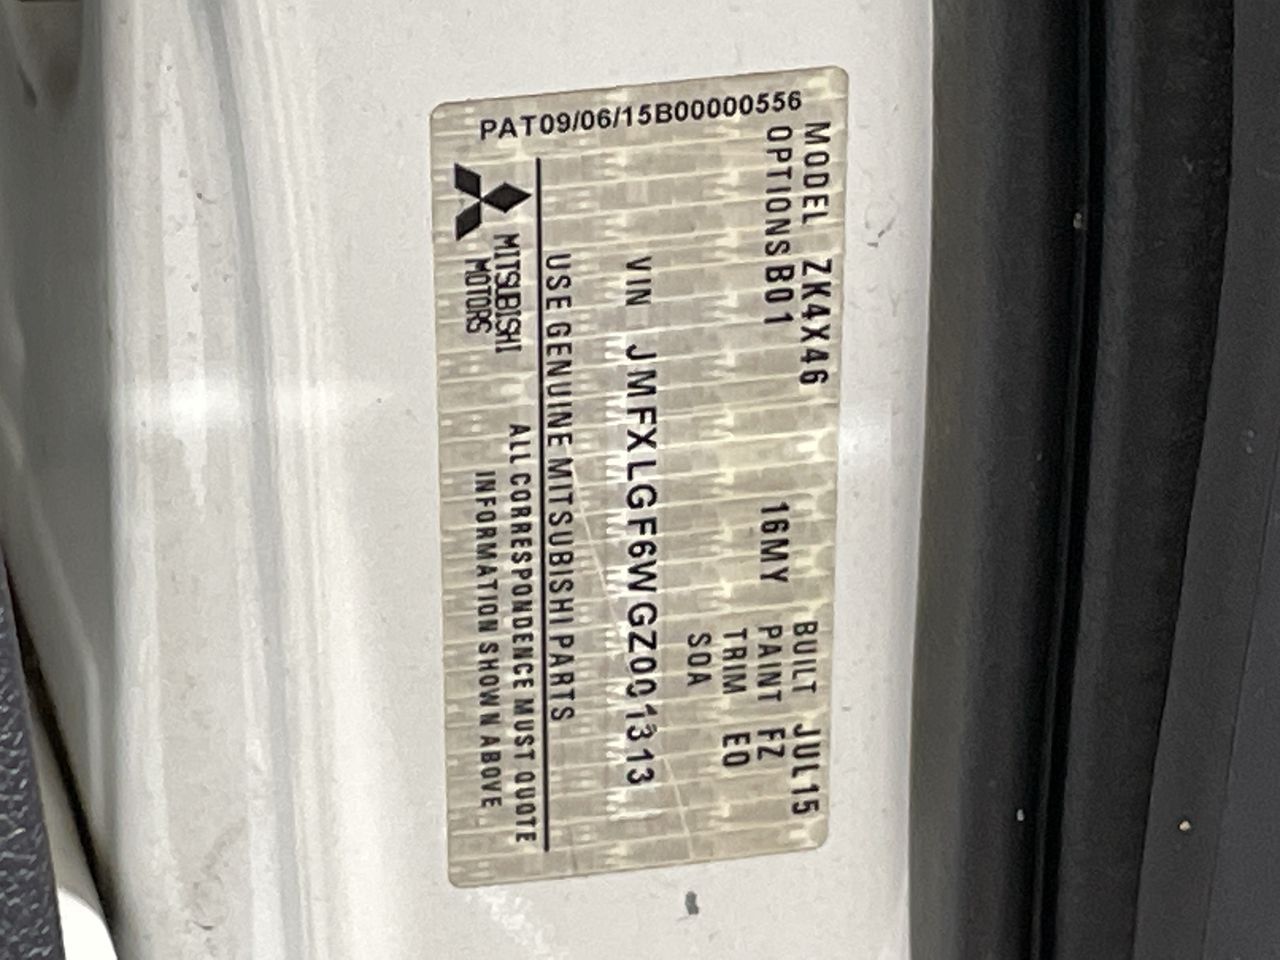 PAT09/06/15B00000556
MODEL ZK4X46 BUILT JUL15
OPTIONS B01 16MY PAINT FZ
TRIM EO
SOA
VIN JMFXLGF6WGZ001313
USE GENUINE MITSUBISHI PARTS
MITSUBISHI
MOTORS
ALL CORRESPONDENCE MUST QUOTE
INFORMATION SHOWN ABOVE